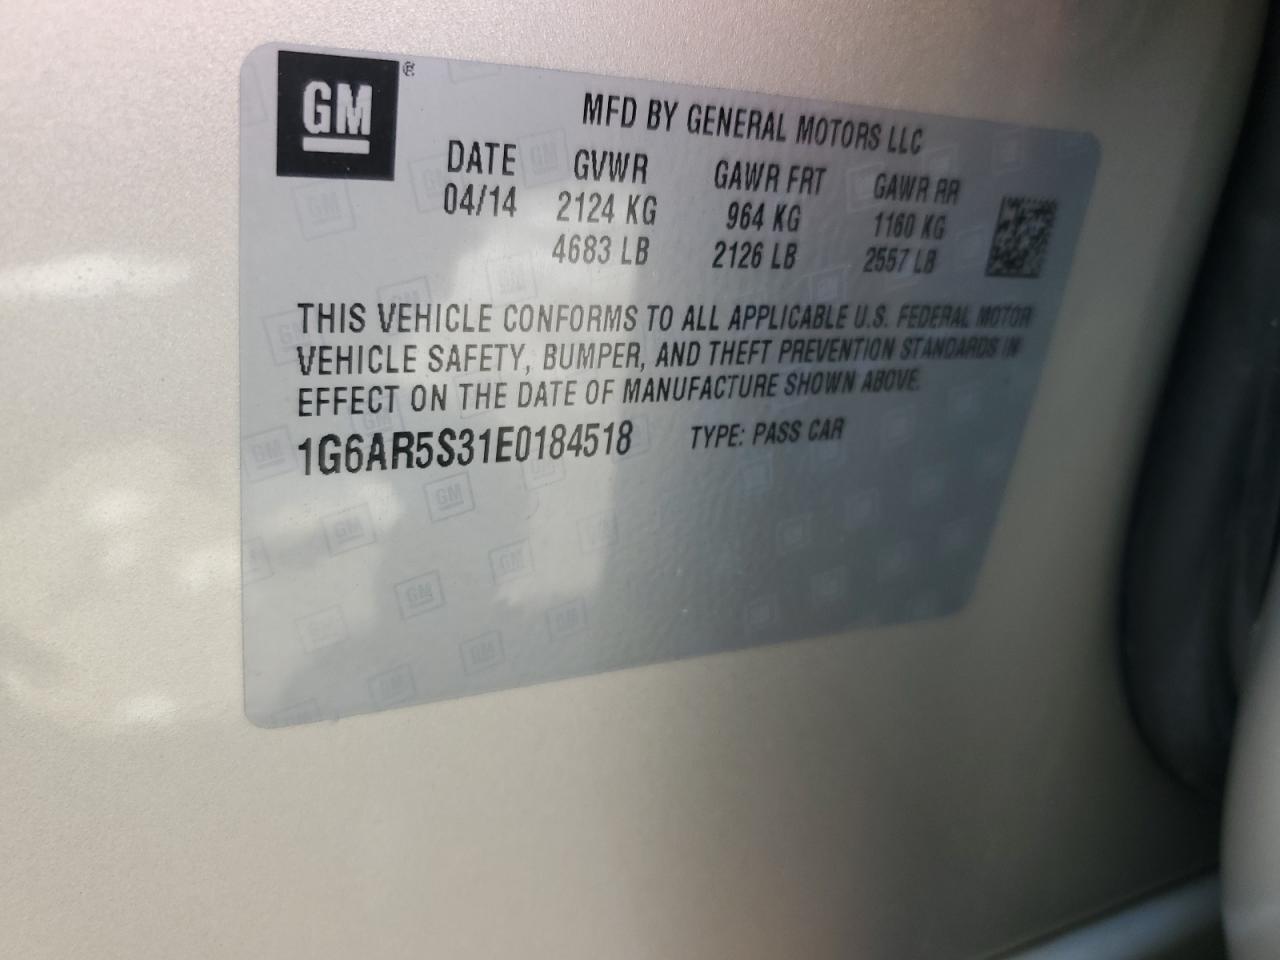 GM®
MFD BY GENERAL MOTORS LLC
DATE GVWR GAWR FRT GAWR RR
04/14 2124 KG 964 KG 1160 KG
4683 LB 2126 LB 2557 LB
THIS VEHICLE CONFORMS TO ALL APPLICABLE U.S. FEDERAL MOTOR
VEHICLE SAFETY, BUMPER, AND THEFT PREVENTION STANDARDS IN
EFFECT ON THE DATE OF MANUFACTURE SHOWN ABOVE.
1G6AR5S31E0184518 TYPE: PASS CAR